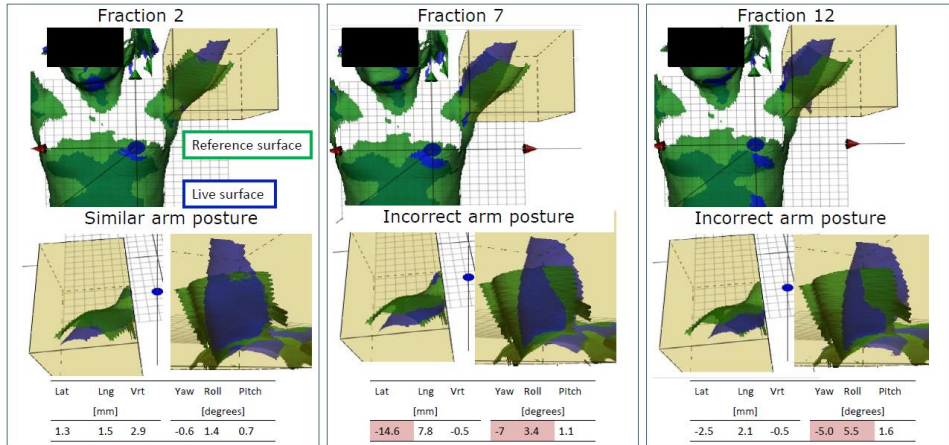 Fraction 2
Reference surface
Live surface
Similar arm posture
Lat Lng Vrt Yaw Roll Pitch
[mm] [degrees]
1.3 1.5 2.9 -0.6 1.4 0.7
Fraction 7
Incorrect arm posture
Lat Lng Vrt Yaw Roll Pitch
[mm] [degrees]
-14.6 7.8 -0.5 -7 3.4 1.1
Fraction 12
Incorrect arm posture
Lat Lng Vrt Yaw Roll Pitch
[mm] [degrees]
-2.5 2.1 -0.5 -5.0 5.5 1.6